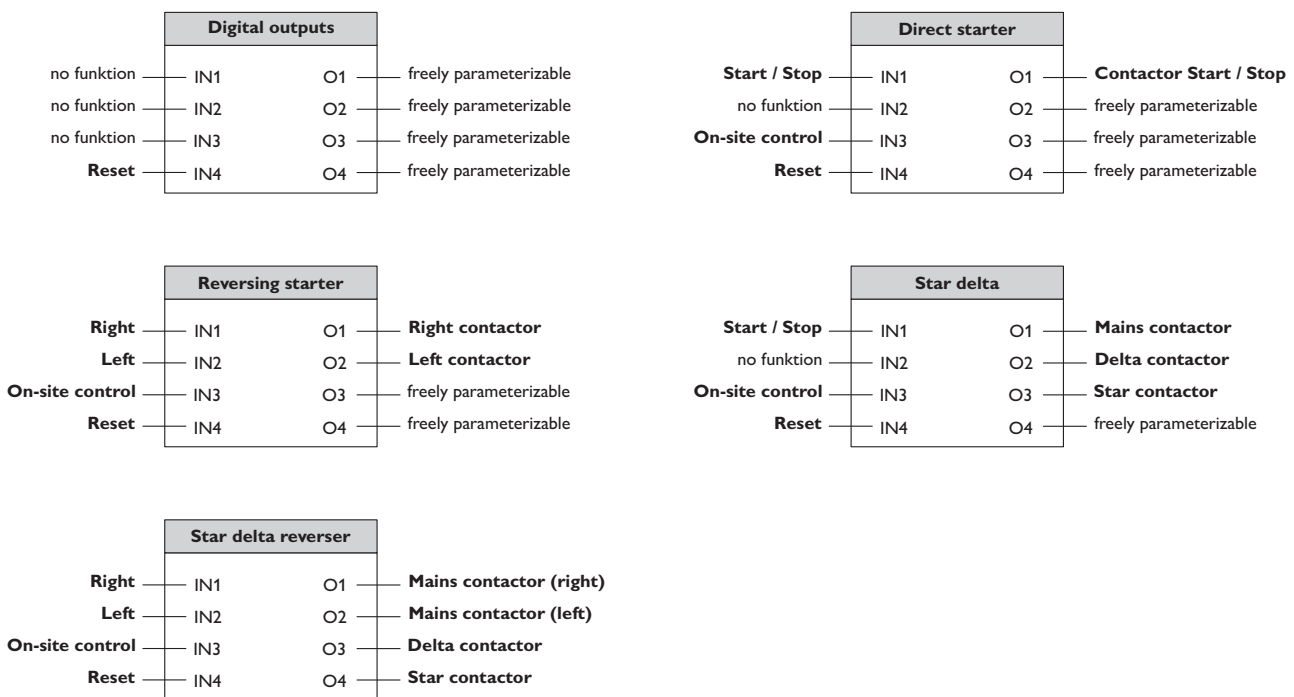 Digital outputs
no funktion IN1 O1 freely parameterizable
no funktion IN2 O2 freely parameterizable
no funktion IN3 O3 freely parameterizable
Reset IN4 O4 freely parameterizable
Direct starter
Start / Stop IN1 O1 Contactor Start / Stop
no funktion IN2 O2 freely parameterizable
On-site control IN3 O3 freely parameterizable
Reset IN4 O4 freely parameterizable
Reversing starter
Right IN1 O1 Right contactor
Left IN2 O2 Left contactor
On-site control IN3 O3 freely parameterizable
Reset IN4 O4 freely parameterizable
Star delta
Start / Stop IN1 O1 Mains contactor
no funktion IN2 O2 Delta contactor
On-site control IN3 O3 Star contactor
Reset IN4 O4 freely parameterizable
Star delta reverser
Right IN1 O1 Mains contactor (right)
Left IN2 O2 Mains contactor (left)
On-site control IN3 O3 Delta contactor
Reset IN4 O4 Star contactor